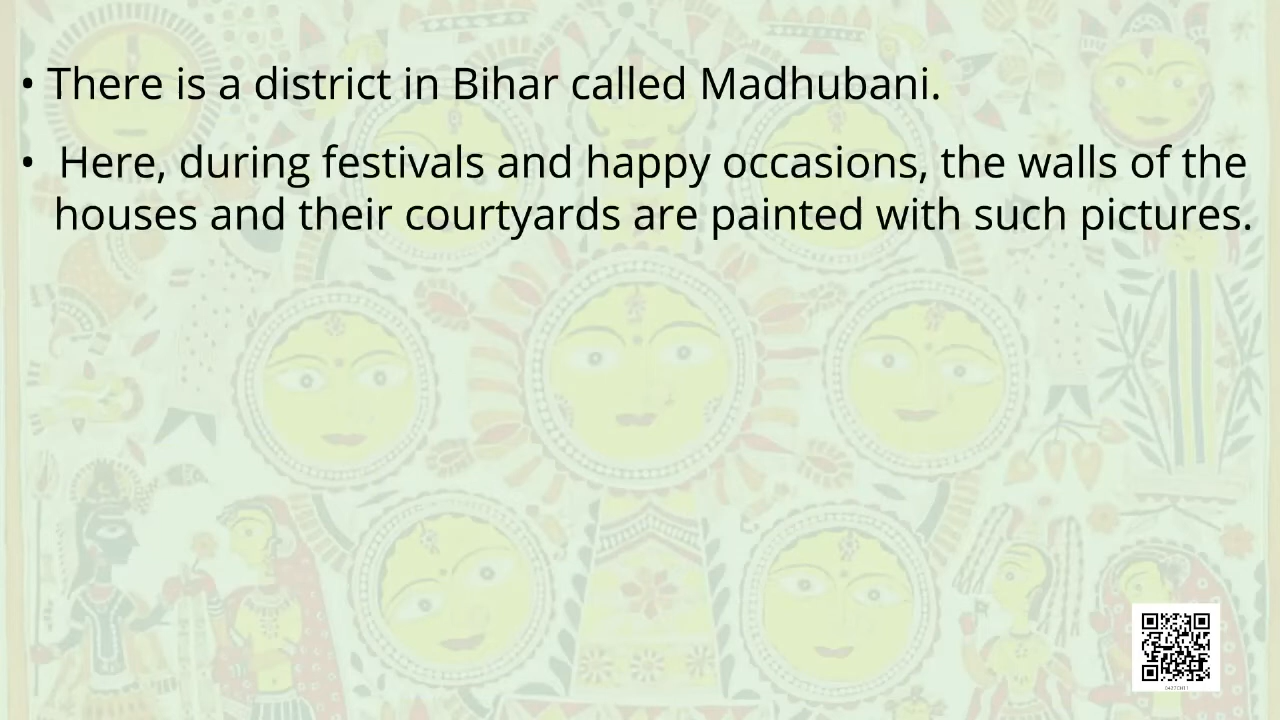 • There is a district in Bihar called Madhubani.
• Here, during festivals and happy occasions, the walls of the
houses and their courtyards are painted with such pictures.